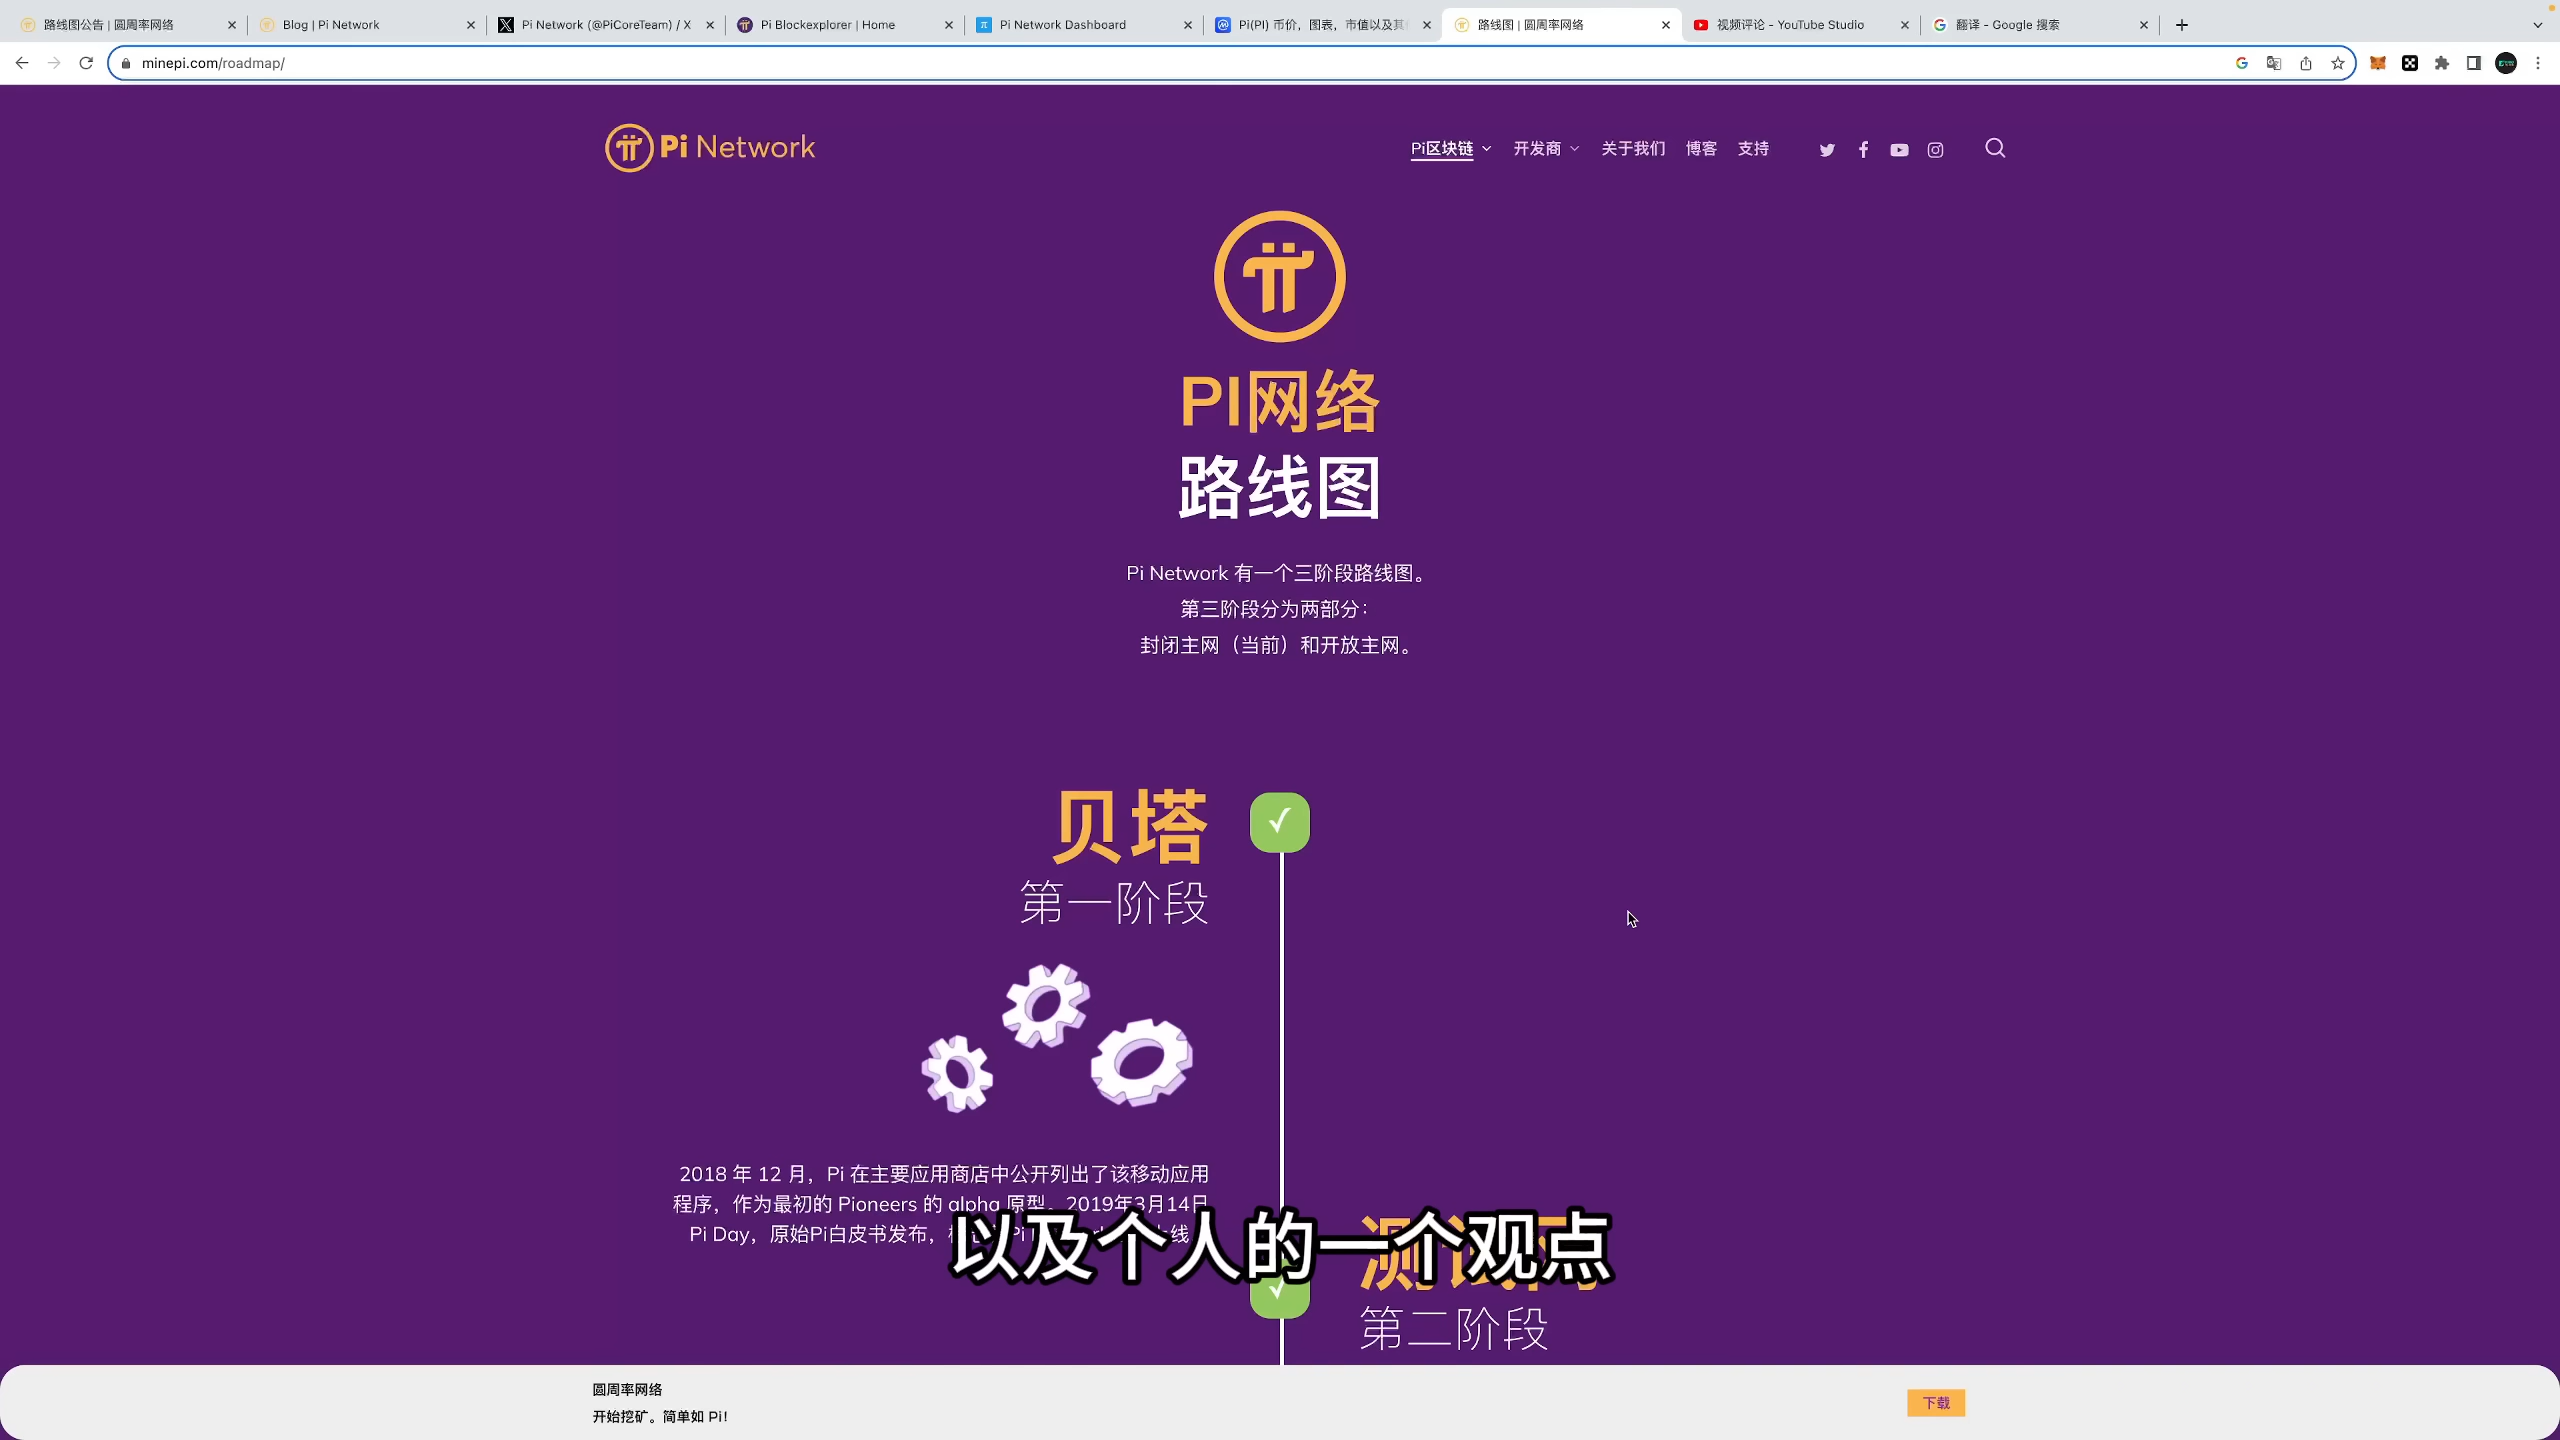 路线图公告 | 圆周率网络
Blog | Pi Network
Pi Network (@PiCoreTeam) / X
Pi Blockexplorer | Home
Pi Network Dashboard
Pi(PI) 币价，图表，市值以及其
路线图 | 圆周率网络
视频评论 - YouTube Studio
翻译 - Google 搜索
minepi.com/roadmap/
Pi Network
Pi区块链
开发商
关于我们
博客
支持
PI网络
路线图
Pi Network 有一个三阶段路线图。
第三阶段分为两部分：
封闭主网（当前）和开放主网。
贝塔
第一阶段
2018 年 12 月，Pi 在主要应用商店中公开列出了该移动应用
程序，作为最初的 Pioneers 的 alpha 原型。2019年3月14日
Pi Day，原始Pi白皮书发布，
以及个人的一个观点
第二阶段
圆周率网络
开始挖矿。简单如 Pi！
下载